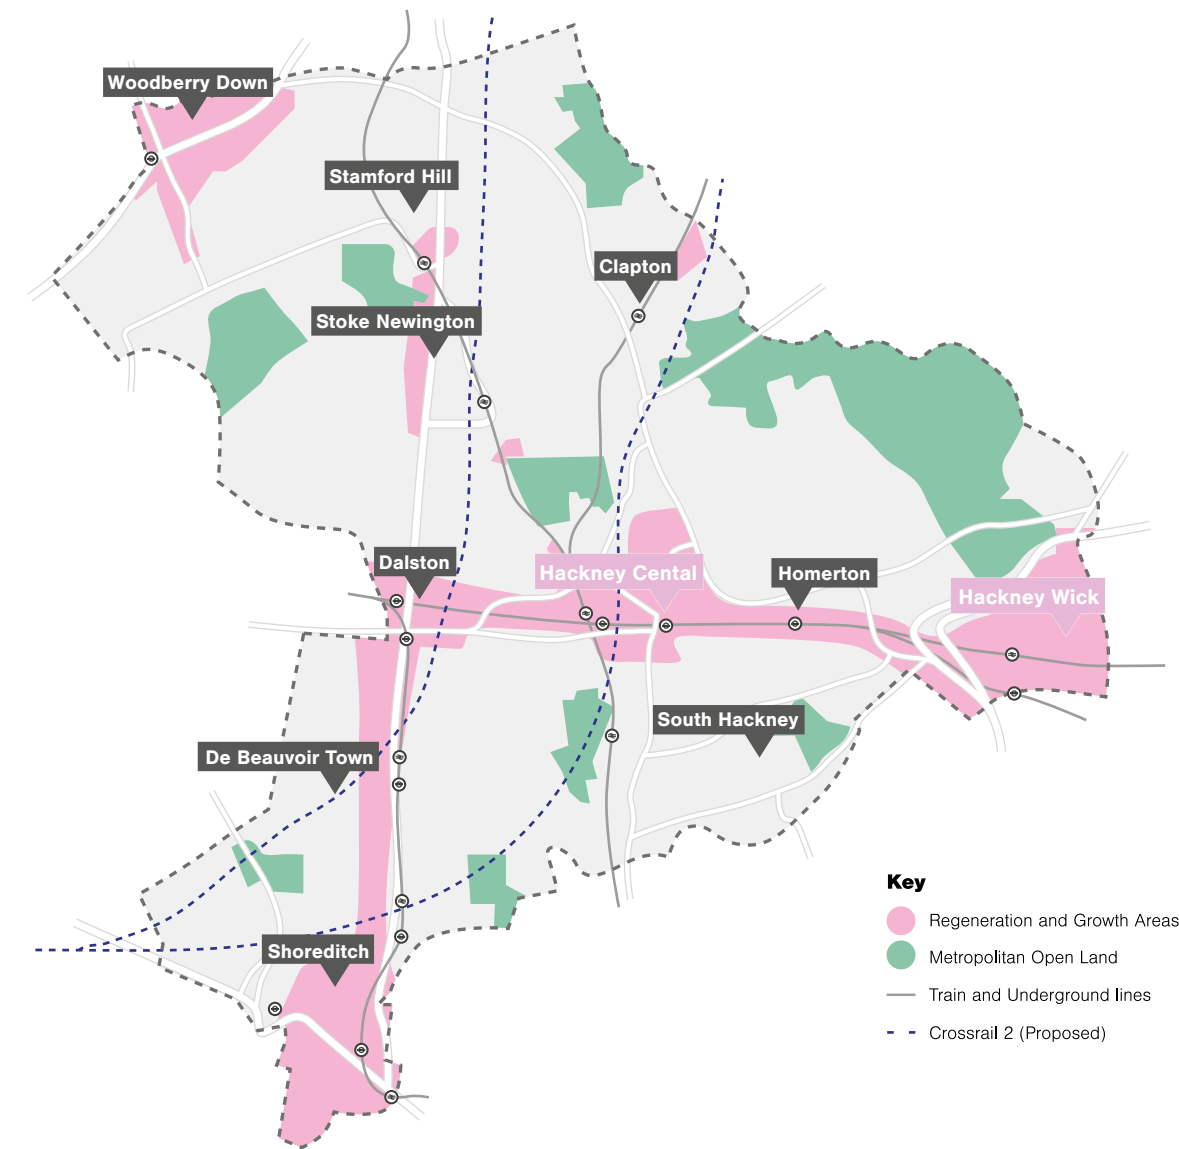 Woodberry Down
Stamford Hill
Clapton
Stoke Newington
Dalston
Hackney Cental
Homerton
Hackney Wick
South Hackney
De Beauvoir Town
Shoreditch
Key
Regeneration and Growth Areas
Metropolitan Open Land
Train and Underground lines
Crossrail 2 (Proposed)